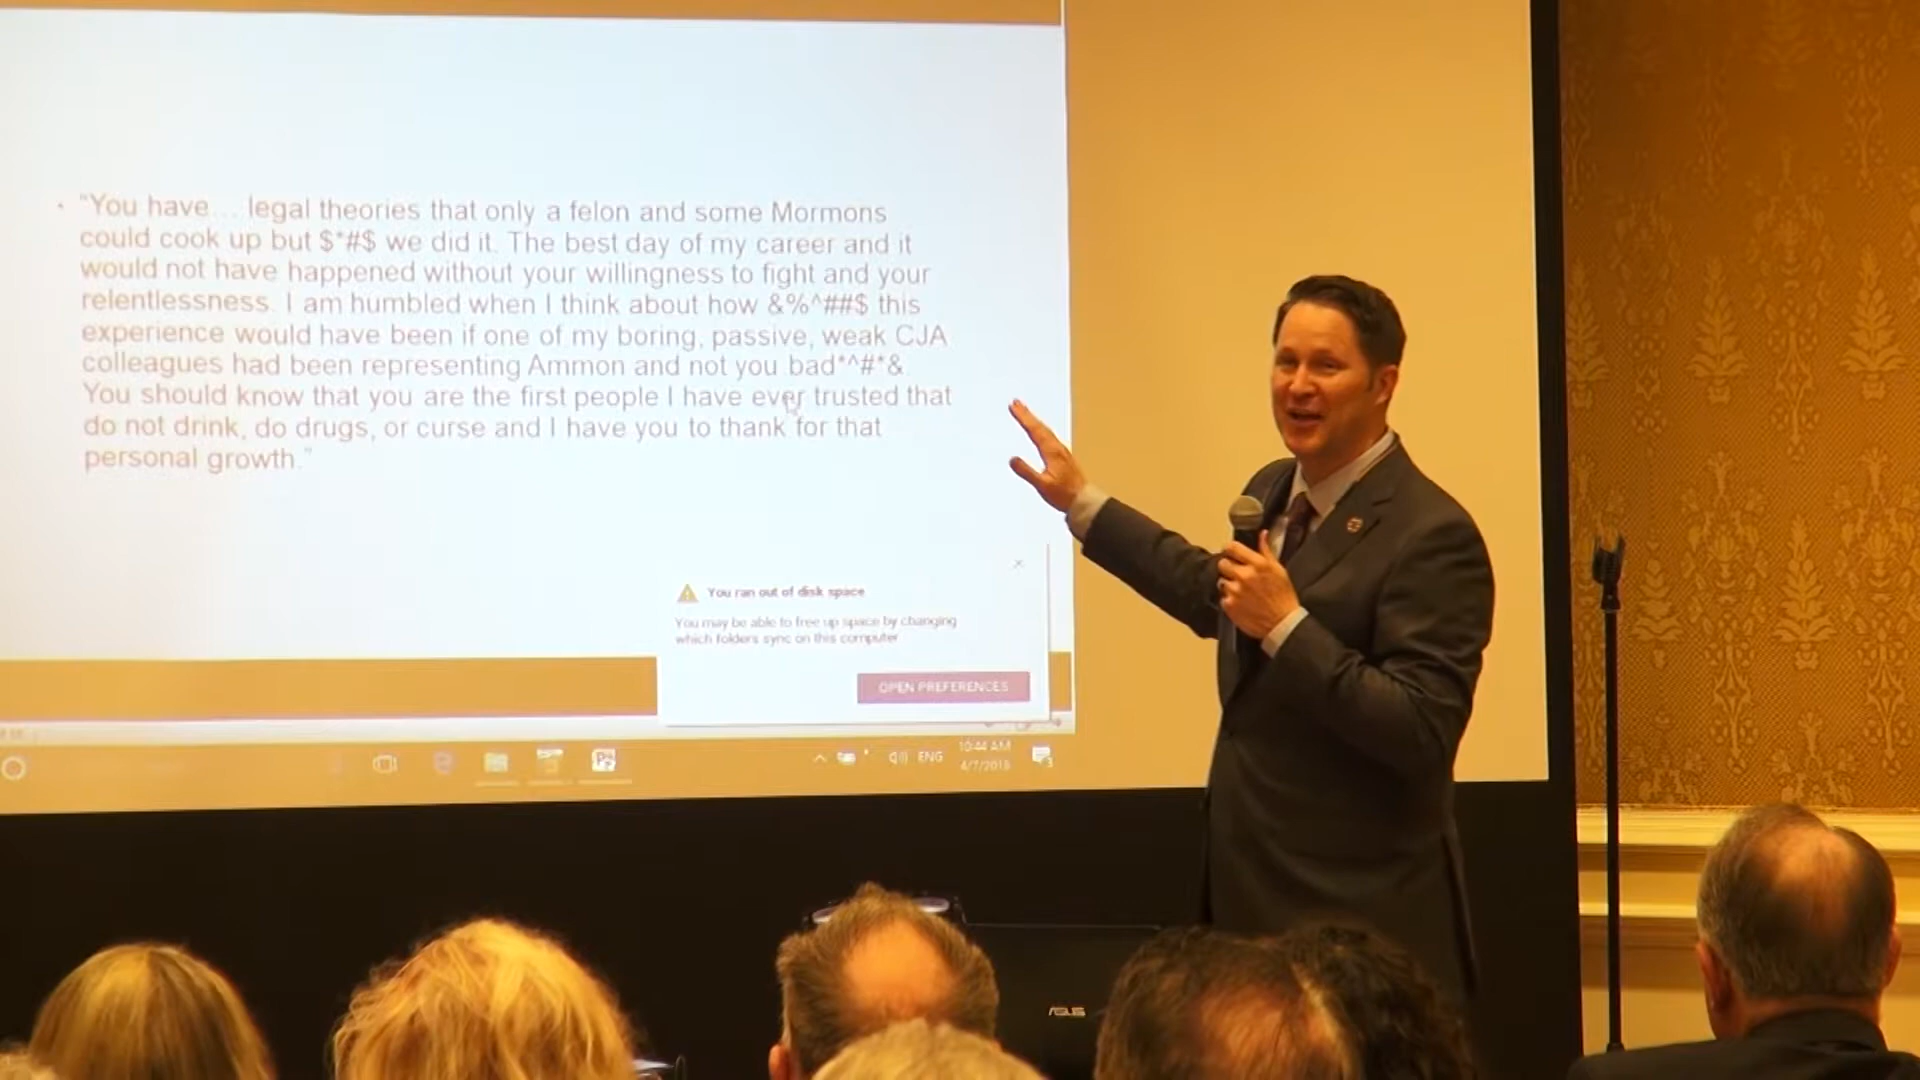 "You have... legal theories that only a felon and some Mormons
could cook up but $*#$ we did it. The best day of my career and it
would not have happened without your willingness to fight and your
relentlessness. I am humbled when I think about how &%^##$ this
experience would have been if one of my boring, passive, weak CJA
colleagues had been representing Ammon and not you bad*^#*&
You should know that you are the first people I have ever trusted that
do not drink, do drugs, or curse and I have you to thank for that
personal growth."
You ran out of disk space
You may be able to free up space by changing
which folders sync on this computer
OPEN PREFERENCES
ENG
10:44 AM
4/7/2018
ASUS